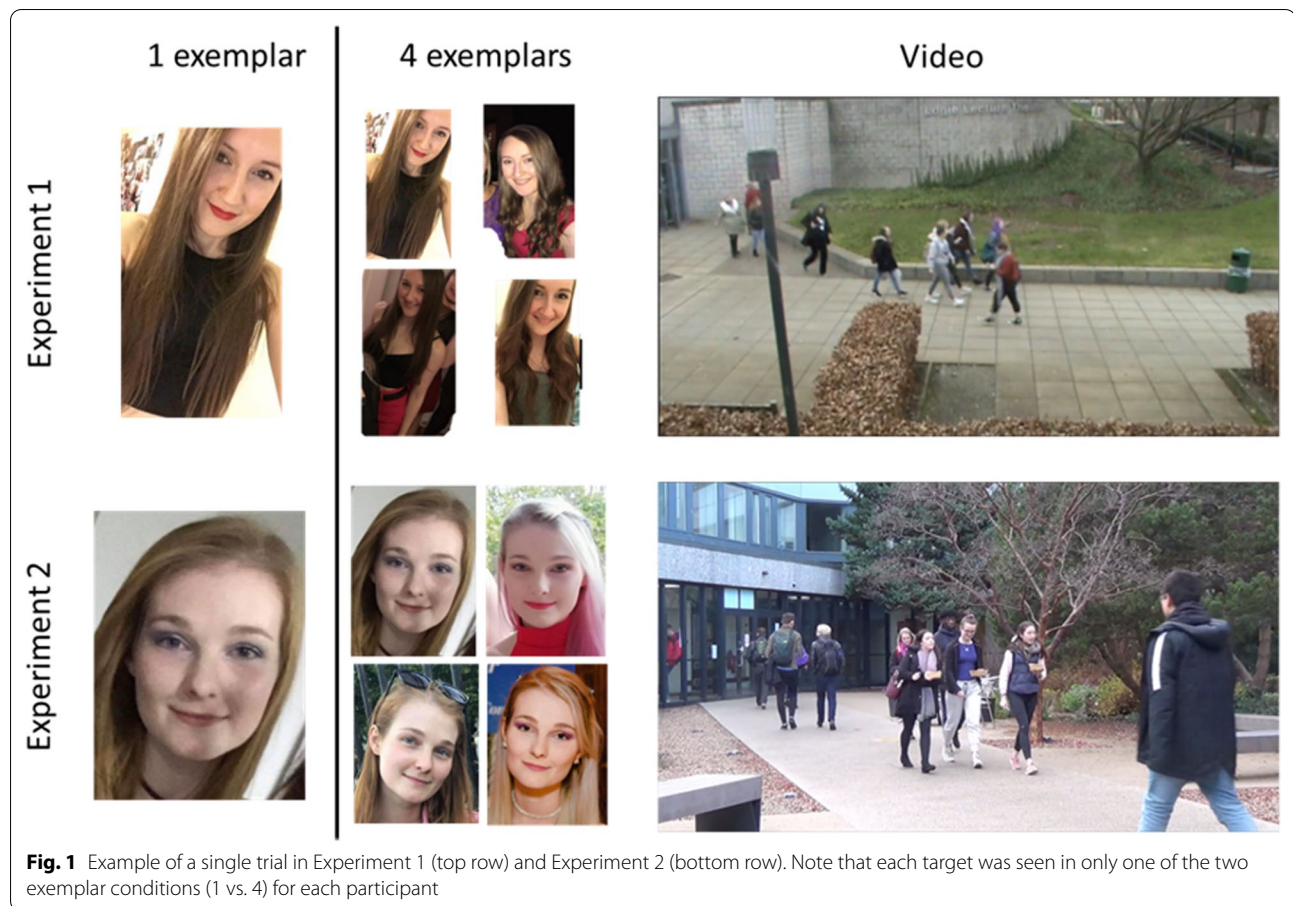 1 exemplar
4 exemplars
Video
Experiment 1
Experiment 2
Fig. 1 Example of a single trial in Experiment 1 (top row) and Experiment 2 (bottom row). Note that each target was seen in only one of the two
exemplar conditions (1 vs. 4) for each participant